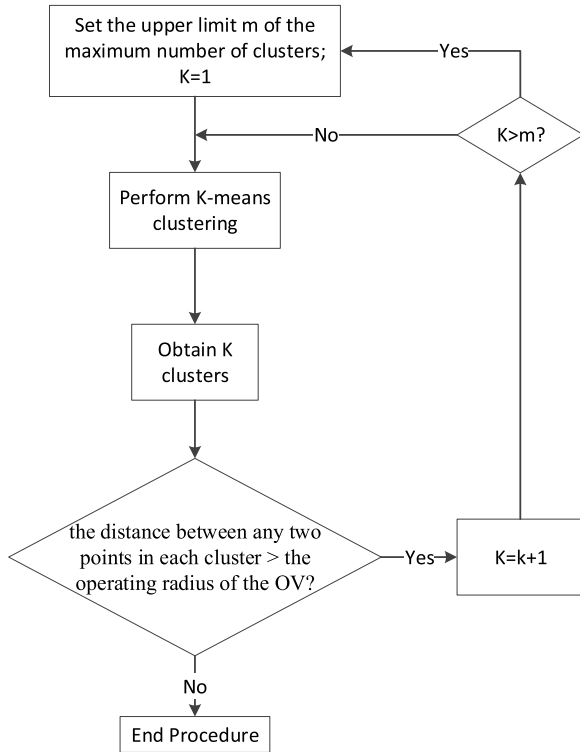 Set the upper limit m of the
maximum number of clusters;
K=1
Yes
No
K>m?
Perform K-means
clustering
Obtain K
clusters
the distance between any two
points in each cluster > the
operating radius of the OV?
Yes
K=k+1
No
End Procedure